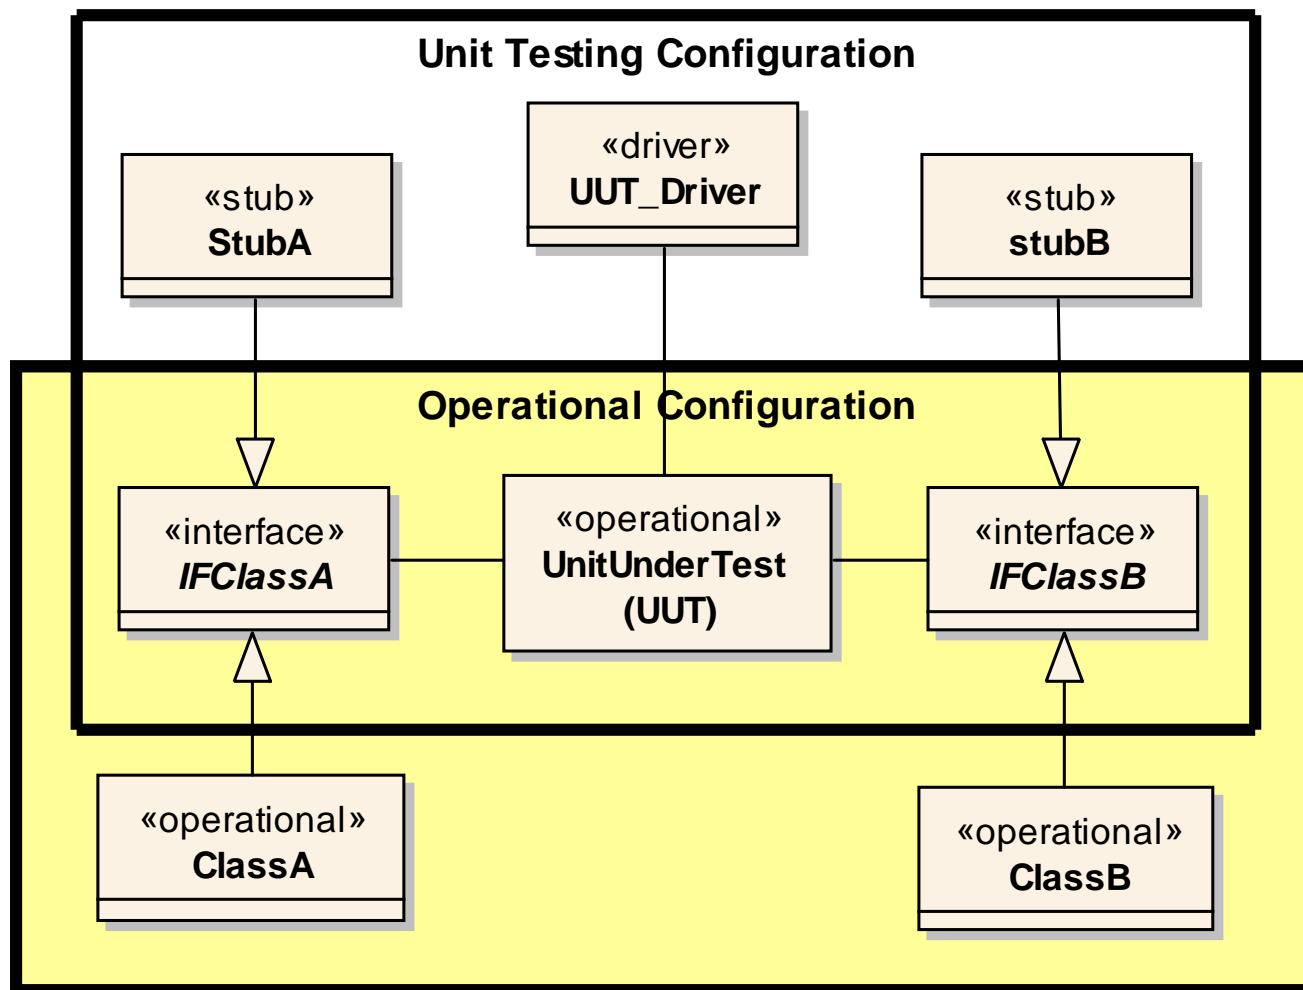 Unit Testing Configuration
«driver»
UUT_Driver
«stub»
StubA
«stub»
stubB
Operational Configuration
«interface»
IFClassA
«operational»
UnitUnderTest
(UUT)
«interface»
IFClassB
«operational»
ClassA
«operational»
ClassB